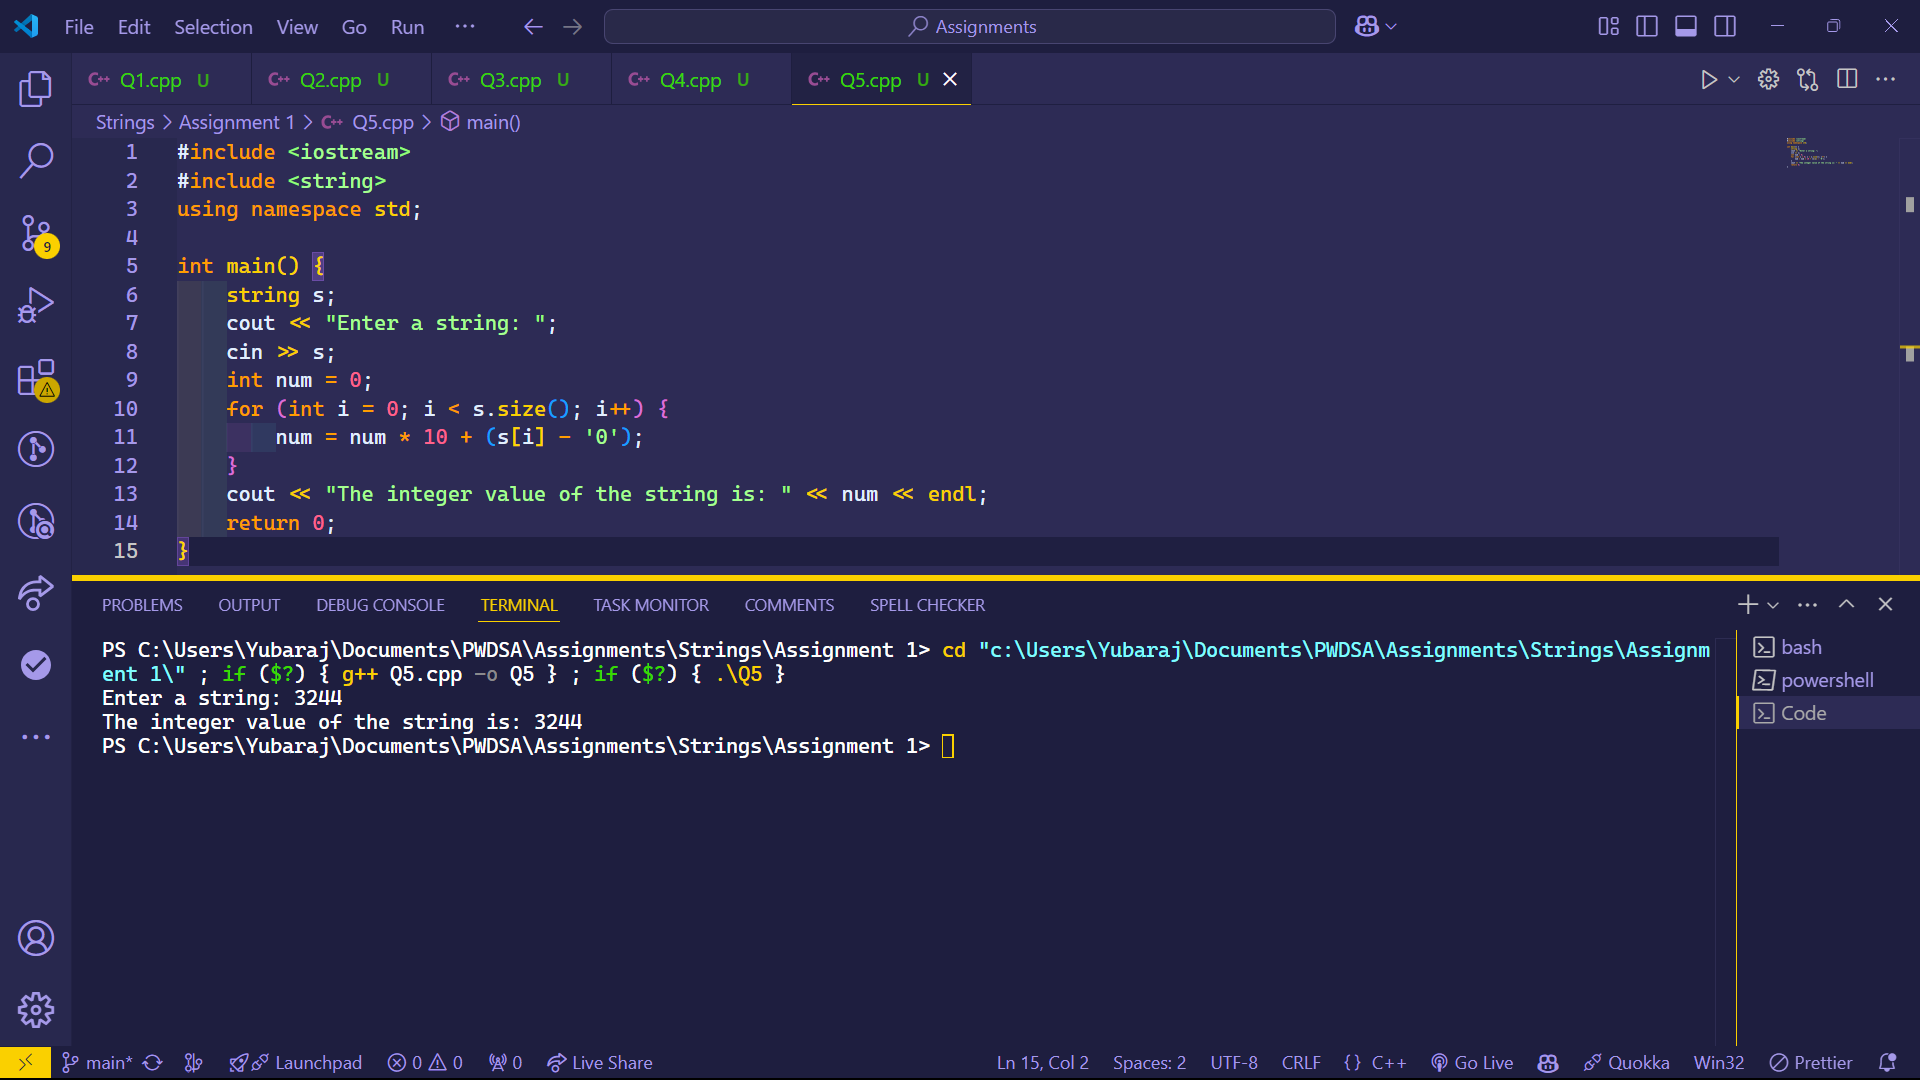 File Edit Selection View Go Run ··· Assignments
Q1.cpp U Q2.cpp U Q3.cpp U Q4.cpp U Q5.cpp U
Strings > Assignment 1 > Q5.cpp > main()
1 #include <iostream>
2 #include <string>
3 using namespace std;
4
5 int main() {
6 string s;
7 cout << "Enter a string: ";
8 cin >> s;
9 int num = 0;
10 for (int i = 0; i < s.size(); i++) {
11 num = num * 10 + (s[i] - '0');
12 }
13 cout << "The integer value of the string is: " << num << endl;
14 return 0;
15 }
9
PROBLEMS OUTPUT DEBUG CONSOLE TERMINAL TASK MONITOR COMMENTS SPELL CHECKER
PS C:\Users\Yubaraj\Documents\PWDSA\Assignments\Strings\Assignment 1> cd "c:\Users\Yubaraj\Documents\PWDSA\Assignments\Strings\Assignm
ent 1\" ; if ($?) { g++ Q5.cpp -o Q5 } ; if ($?) { .\Q5 }
Enter a string: 3244
The integer value of the string is: 3244
PS C:\Users\Yubaraj\Documents\PWDSA\Assignments\Strings\Assignment 1>
bash
powershell
Code
main* Launchpad 0 0 0 Live Share Ln 15, Col 2 Spaces: 2 UTF-8 CRLF {} C++ Go Live Quokka Win32 Prettier